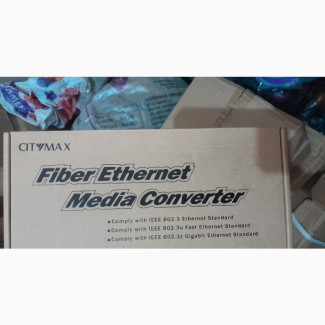 CITYMAX
Fiber Ethernet
Media Converter
• Comply with IEEE 802.3 Ethernet Standard
• Comply with IEEE 802.3u Fast Ethernet Standard
• Comply with IEEE 802.3z Gigabit Ethernet Standard